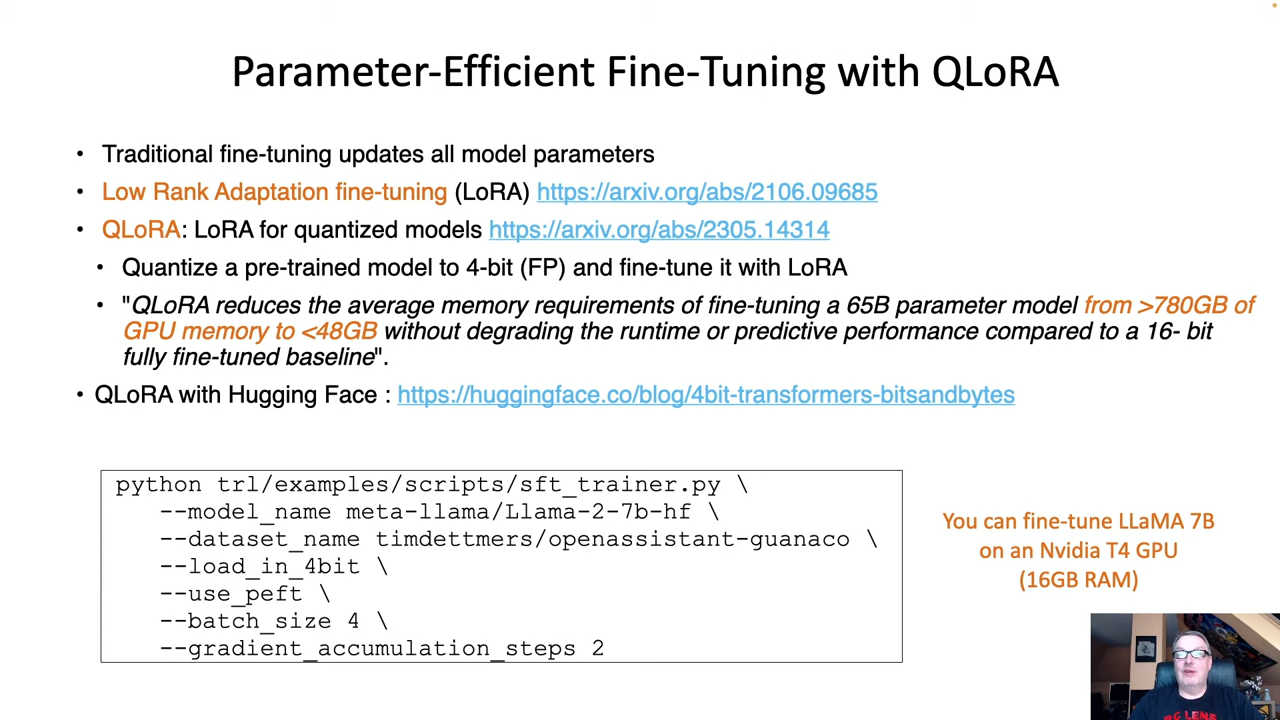 Parameter-Efficient Fine-Tuning with QLoRA
• Traditional fine-tuning updates all model parameters
• Low Rank Adaptation fine-tuning (LoRA) https://arxiv.org/abs/2106.09685
• QLoRA: LoRA for quantized models https://arxiv.org/abs/2305.14314
• Quantize a pre-trained model to 4-bit (FP) and fine-tune it with LoRA
• "QLoRA reduces the average memory requirements of fine-tuning a 65B parameter model from >780GB of
GPU memory to <48GB without degrading the runtime or predictive performance compared to a 16- bit
fully fine-tuned baseline".
• QLoRA with Hugging Face : https://huggingface.co/blog/4bit-transformers-bitsandbytes
python trl/examples/scripts/sft_trainer.py \
--model_name meta-llama/Llama-2-7b-hf \
--dataset_name timdettmers/openassistant-guanaco \
--load_in_4bit \
--use_peft \
--batch_size 4 \
--gradient_accumulation_steps 2
You can fine-tune LLaMA 7B
on an Nvidia T4 GPU
(16GB RAM)